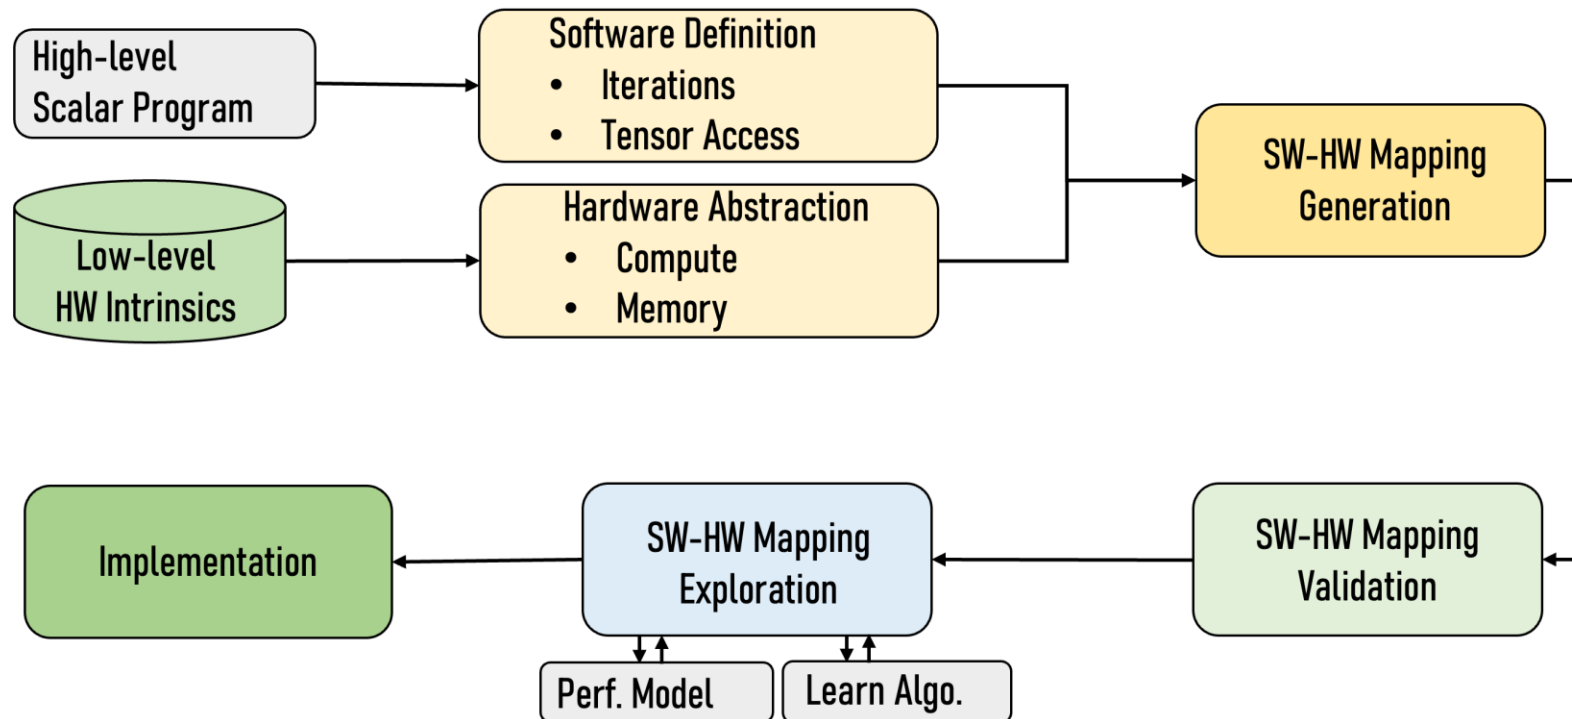 High-level
Scalar Program
Software Definition
• Iterations
• Tensor Access
Low-level
HW Intrinsics
Hardware Abstraction
• Compute
• Memory
SW-HW Mapping
Generation
SW-HW Mapping
Validation
SW-HW Mapping
Exploration
Perf. Model
Learn Algo.
Implementation